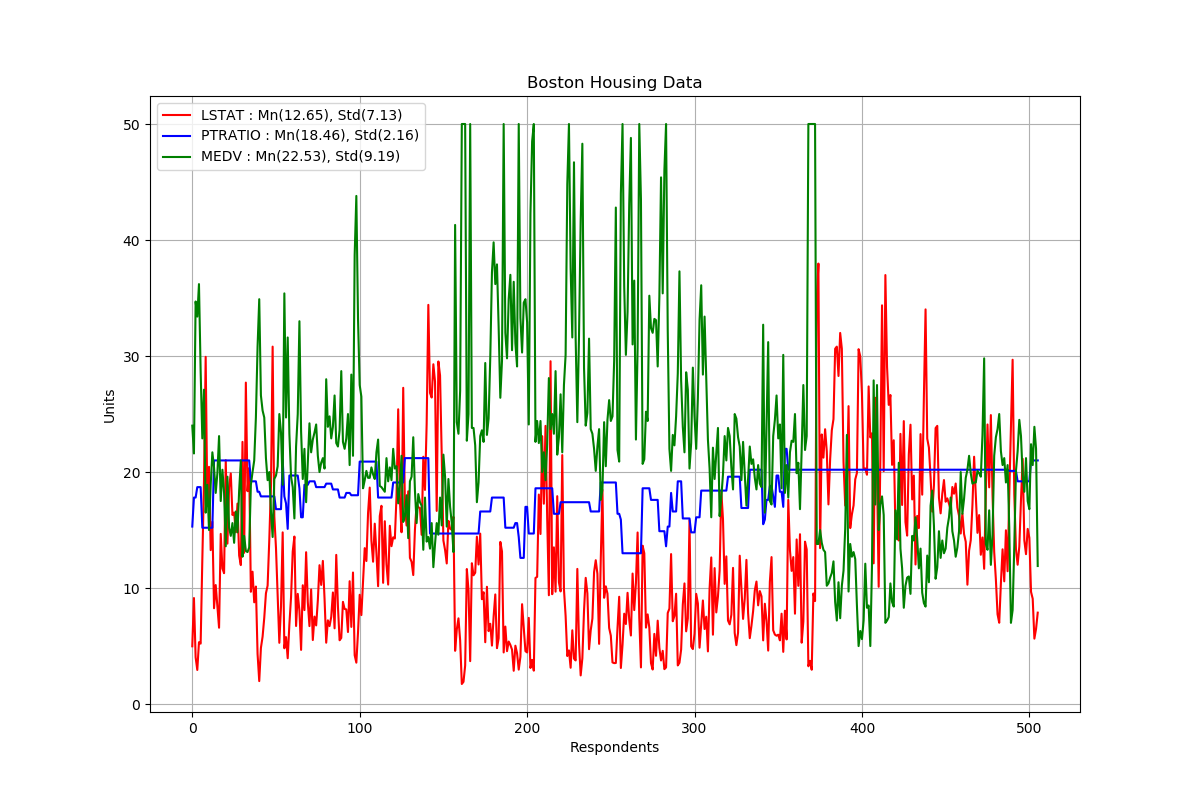 Boston Housing Data
LSTAT : Mn(12.65), Std(7.13)
PTRATIO : Mn(18.46), Std(2.16)
MEDV : Mn(22.53), Std(9.19)
50
40
30
20
10
0
Units
0 100 200 300 400 500
Respondents